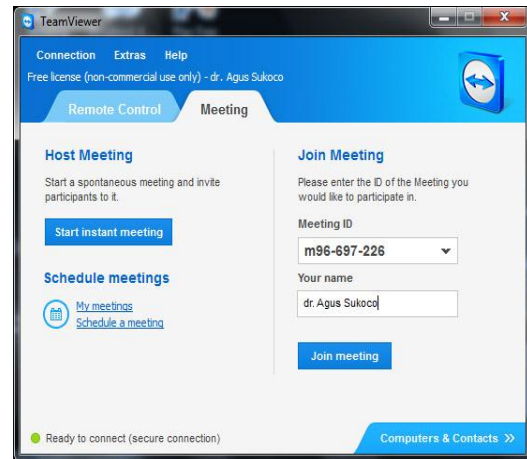 TeamViewer
Connection Extras Help
Free license (non-commercial use only) - dr. Agus Sukoco
Remote Control Meeting
Host Meeting
Start a spontaneous meeting and invite
participants to it.
Start instant meeting
Schedule meetings
My meetings
Schedule a meeting
Join Meeting
Please enter the ID of the Meeting you
would like to participate in.
Meeting ID
m96-697-226
Your name
dr. Agus Sukoco
Join meeting
Ready to connect (secure connection)
Computers & Contacts »